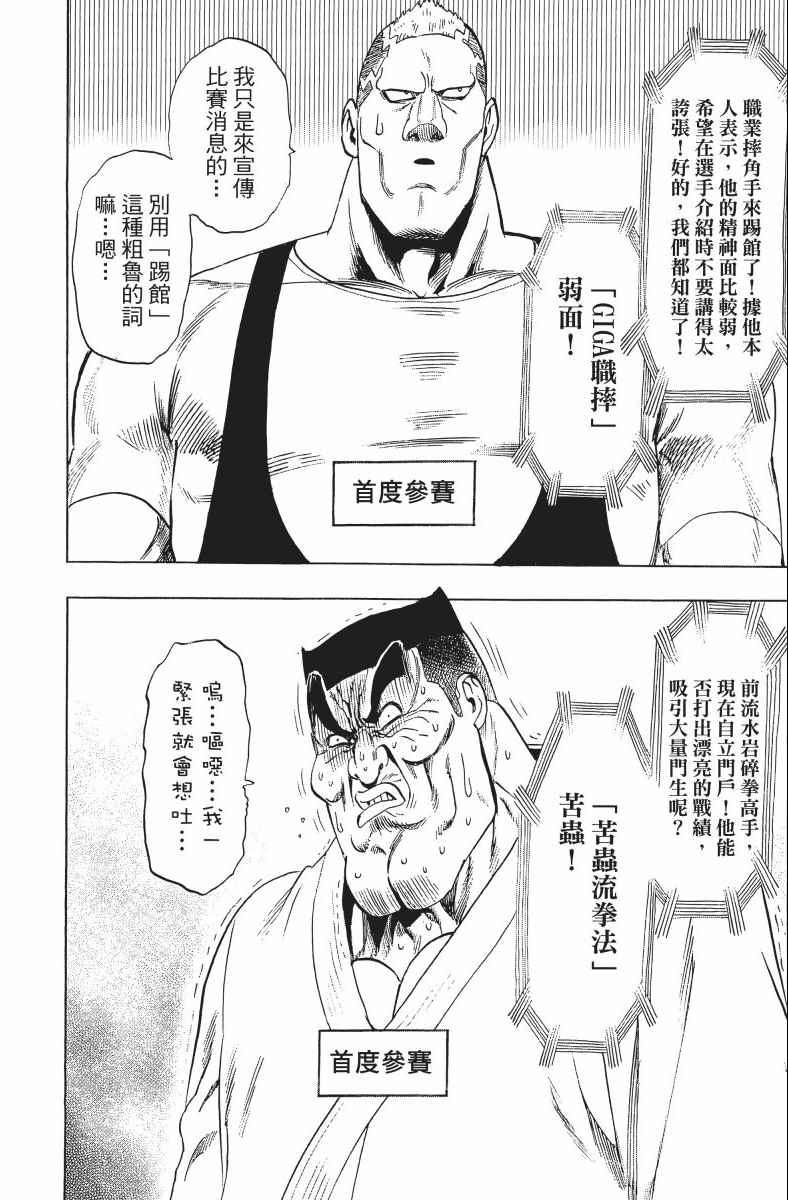 職業摔角手來踢館了！據他本
人表示，他的精神面比較弱，
希望在選手介紹時不要講得太
誇張！好的，我們都知道了！
「GIGA職摔」
弱面！
我只是來宣傳
比賽消息的…
別用「踢館」
這種粗魯的詞
嘛…嗯…
首度參賽
前流水岩碎拳高手，
現在自立門戶！他能
否打出漂亮的戰績，
吸引大量門生呢？
「苦蟲流拳法」
苦蟲！
嗚…嘔噁…我一
緊張就會想吐…
首度參賽